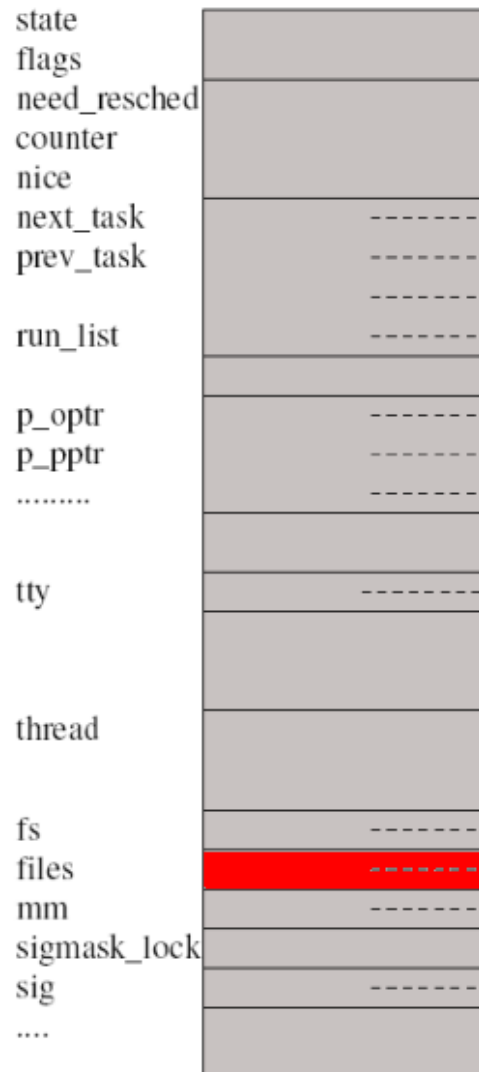 state
flags
need_resched
counter
nice
next_task
prev_task
run_list
p_optr
p_pptr
.........
tty
thread
fs
files
mm
sigmask_lock
sig
....